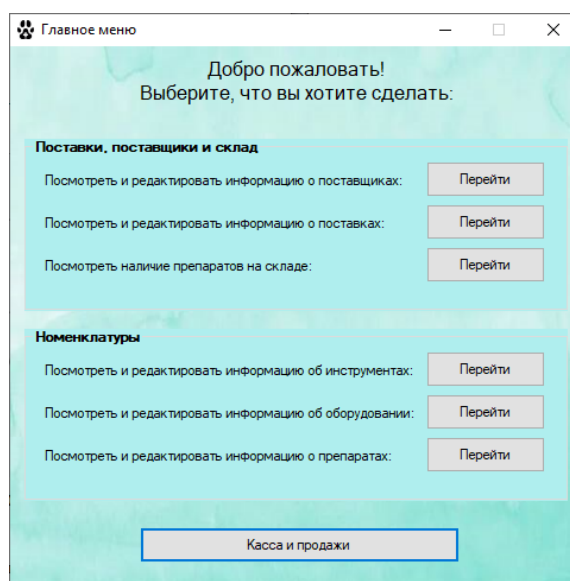 Главное меню
Добро пожаловать!
Выберите, что вы хотите сделать:
Поставки, поставщики и склад
Посмотреть и редактировать информацию о поставщиках: Перейти
Посмотреть и редактировать информацию о поставках: Перейти
Посмотреть наличие препаратов на складе: Перейти
Номенклатуры
Посмотреть и редактировать информацию об инструментах: Перейти
Посмотреть и редактировать информацию об оборудовании: Перейти
Посмотреть и редактировать информацию о препаратах: Перейти
Касса и продажи